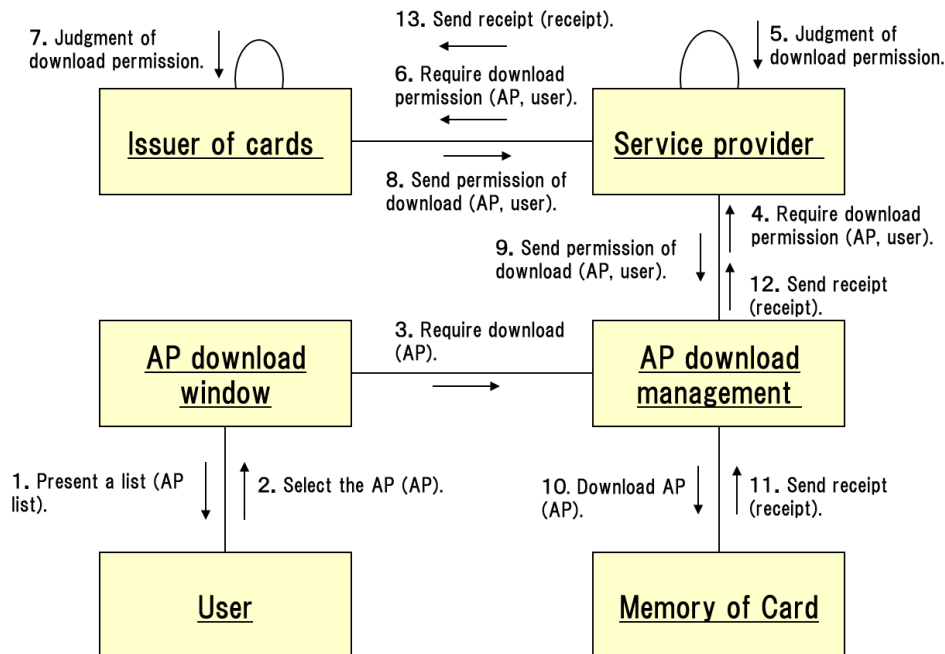 13. Send receipt (receipt).
7. Judgment of
download permission.
5. Judgment of
download permission.
6. Require download
permission (AP, user).
Issuer of cards
Service provider
8. Send permission of
download (AP, user).
4. Require download
permission (AP, user).
9. Send permission of
download (AP, user).
12. Send receipt
(receipt).
3. Require download
(AP).
AP download
window
AP download
management
1. Present a list (AP
list).
2. Select the AP (AP).
10. Download AP
(AP).
11. Send receipt
(receipt).
User
Memory of Card